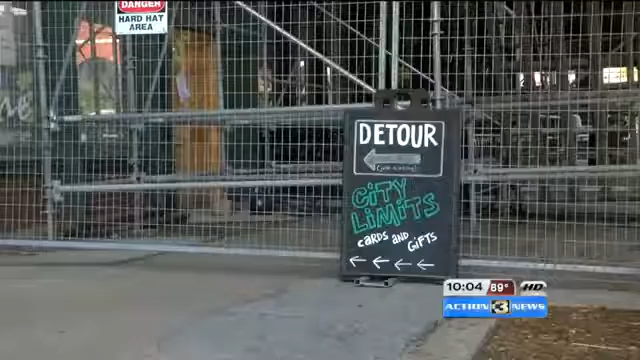 DANGER
HARD HAT
AREA
DETOUR
CITY
LIMITS
CARDS AND
GIFTS
10:04 89° HD
ACTION 3 NEWS